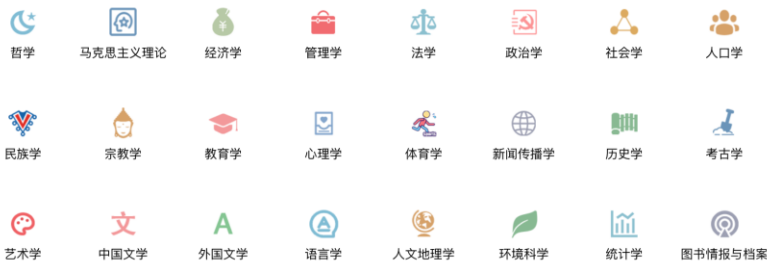 哲学 马克思主义理论 经济学 管理学 法学 政治学 社会学 人口学
民族学 宗教学 教育学 心理学 体育学 新闻传播学 历史学 考古学
文 A A
艺术学 中国文学 外国文学 语言学 人文地理学 环境科学 统计学 图书情报与档案